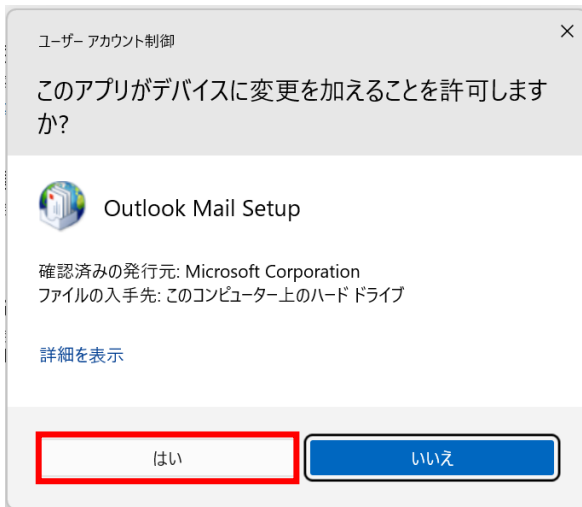 ユーザー アカウント制御
このアプリがデバイスに変更を加えることを許可します
か?
Outlook Mail Setup
確認済みの発行元: Microsoft Corporation
ファイルの入手先: このコンピューター上のハード ドライブ
詳細を表示
はい
いいえ